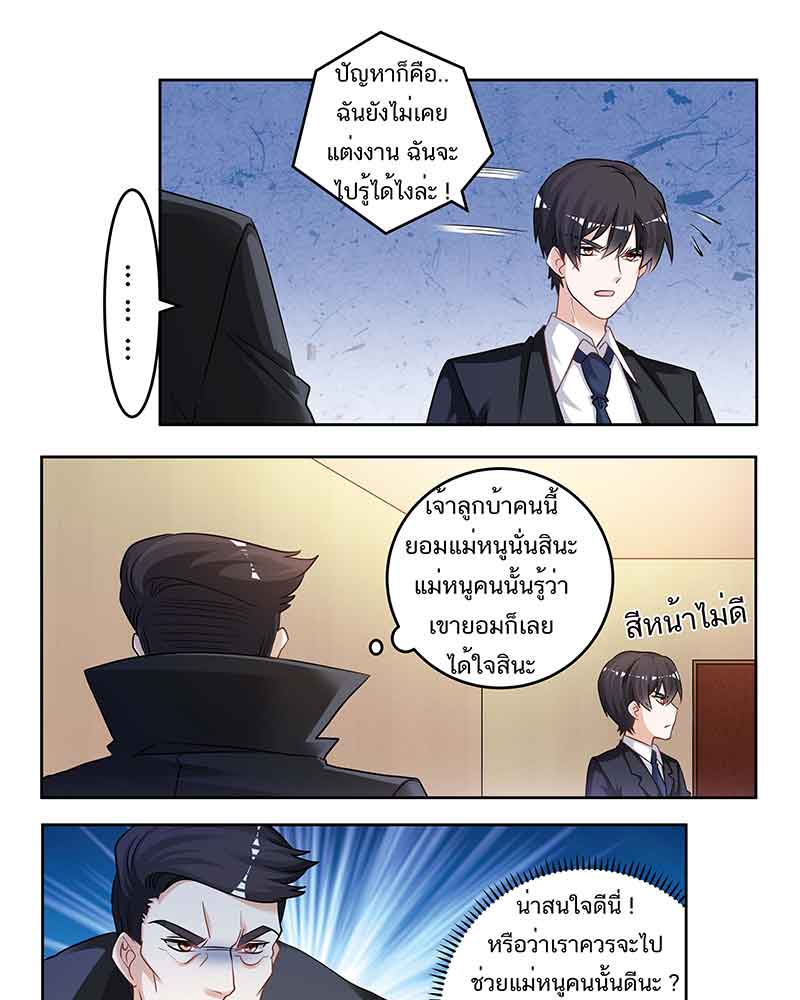 ปัญหาก็คือ..
ฉันยังไม่เคย
แต่งงาน ฉันจะ
ไปรู้ได้ไงล่ะ !
... ... ...
เจ้าลูกบ้าคนนี้
ยอมแม่หนูนั่นสินะ
แม่หนูคนนั้นรู้ว่า
เขายอมก็เลย
ได้ใจสินะ
สีหน้าไม่ดี
น่าสนใจดีนี่ !
หรือว่าเราควรจะไป
ช่วยแม่หนูคนนั้นดีนะ ?